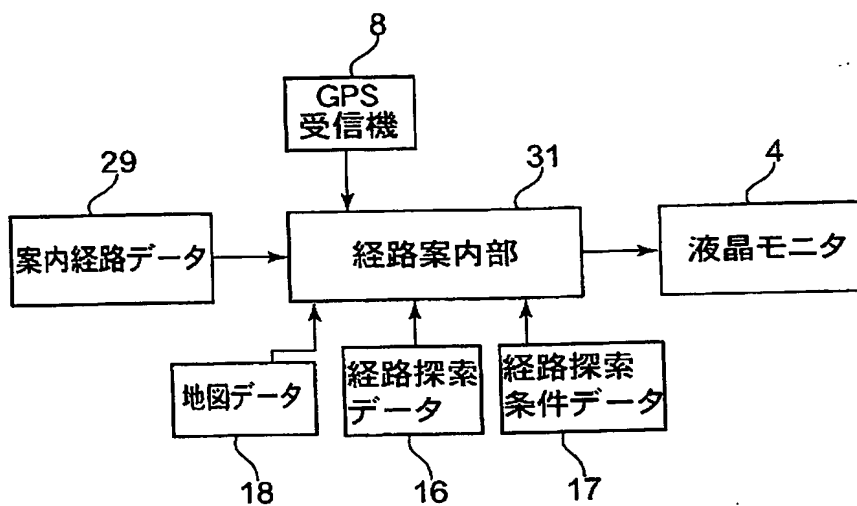 8
GPS
受信機
29
31
4
案内経路データ
経路案内部
液晶モニタ
地図データ
経路探索
データ
経路探索
条件データ
18
16
17